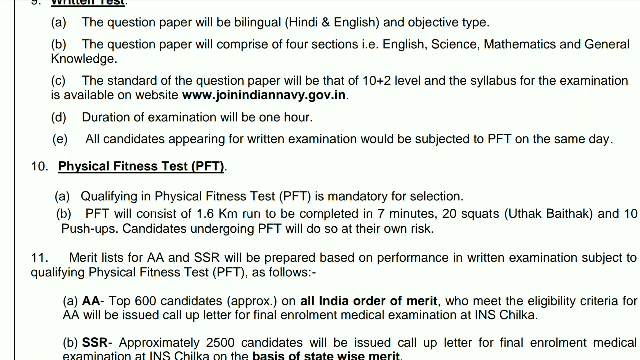 9. Written Test.
(a) The question paper will be bilingual (Hindi & English) and objective type.
(b) The question paper will comprise of four sections i.e. English, Science, Mathematics and General
Knowledge.
(c) The standard of the question paper will be that of 10+2 level and the syllabus for the examination
is available on website www.joinindiannavy.gov.in.
(d) Duration of examination will be one hour.
(e) All candidates appearing for written examination would be subjected to PFT on the same day.
10. Physical Fitness Test (PFT).
(a) Qualifying in Physical Fitness Test (PFT) is mandatory for selection.
(b) PFT will consist of 1.6 Km run to be completed in 7 minutes, 20 squats (Uthak Baithak) and 10
Push-ups. Candidates undergoing PFT will do so at their own risk.
11. Merit lists for AA and SSR will be prepared based on performance in written examination subject to
qualifying Physical Fitness Test (PFT), as follows:-
(a) AA- Top 600 candidates (approx.) on all India order of merit, who meet the eligibility criteria for
AA will be issued call up letter for final enrolment medical examination at INS Chilka.
(b) SSR- Approximately 2500 candidates will be issued call up letter for final enrolment medical
examination at INS Chilka on the basis of state wise merit.